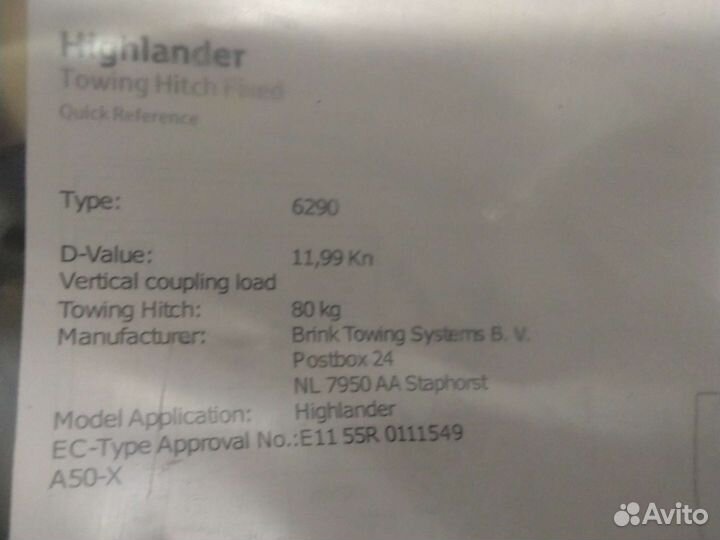 Highlander
Towing Hitch Fixed
Quick Reference
Type: 6290
D-Value: 11,99 Kn
Vertical coupling load
Towing Hitch: 80 kg
Manufacturer: Brink Towing Systems B. V.
Postbox 24
NL 7950 AA Staphorst
Model Application: Highlander
EC-Type Approval No.:E11 55R 0111549
A50-X
Avito